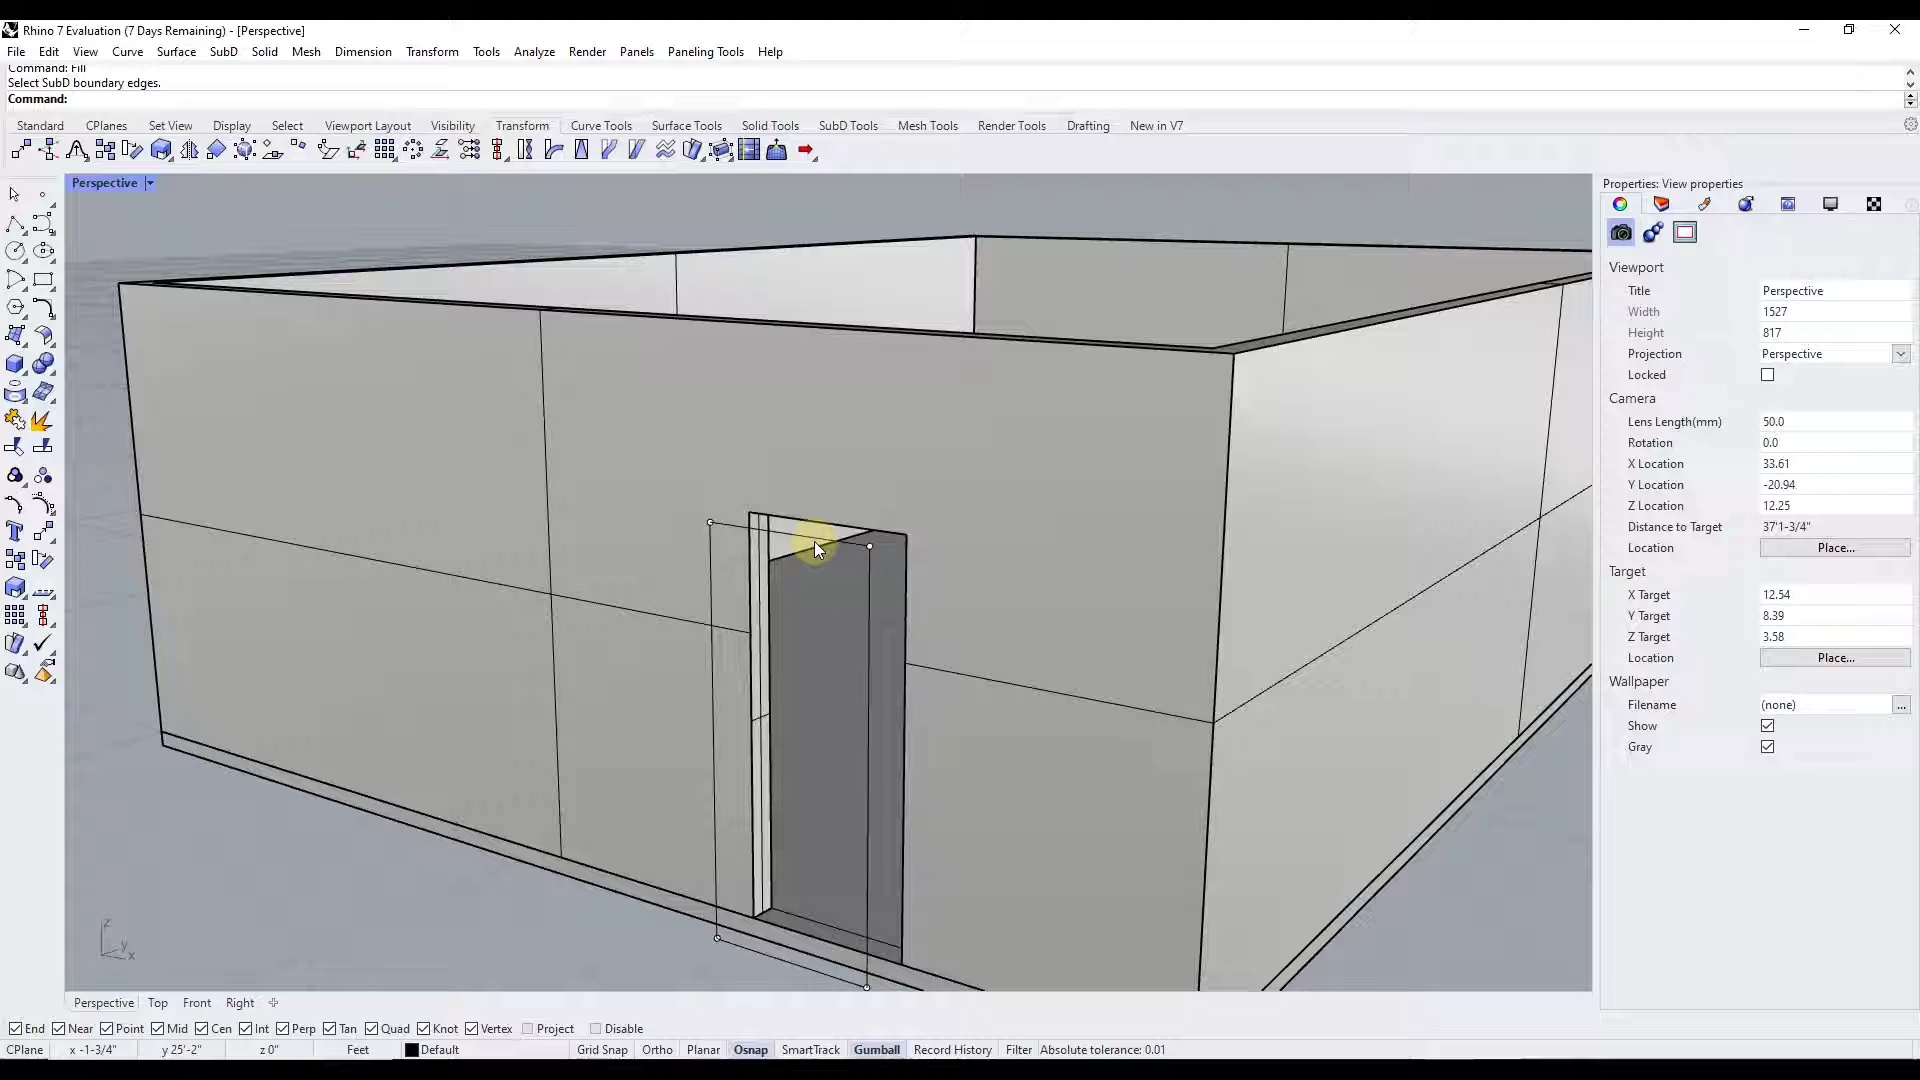 Rhino 7 Evaluation (7 Days Remaining) - [Perspective]
File Edit View Curve Surface SubD Solid Mesh Dimension Transform Tools Analyze Render Panels Paneling Tools Help
Command: Fill
Select SubD boundary edges.
Command:
Standard CPlanes Set View Display Select Viewport Layout Visibility Transform Curve Tools Surface Tools Solid Tools SubD Tools Mesh Tools Render Tools Drafting New in V7
Perspective
Properties: View properties
Viewport
Title Perspective
Width 1527
Height 817
Projection Perspective
Locked
Camera
Lens Length(mm) 50.0
Rotation 0.0
X Location 33.61
Y Location -20.94
Z Location 12.25
Distance to Target 37'1-3/4"
Location Place...
Target
X Target 12.54
Y Target 8.39
Z Target 3.58
Location Place...
Wallpaper
Filename (none) ...
Show
Gray
z
y
x
Perspective Top Front Right
End Near Point Mid Cen Int Perp Tan Quad Knot Vertex Project Disable
CPlane x -1-3/4" y 25'-2" z 0" Feet Default Grid Snap Ortho Planar Osnap SmartTrack Gumball Record History Filter Absolute tolerance: 0.01